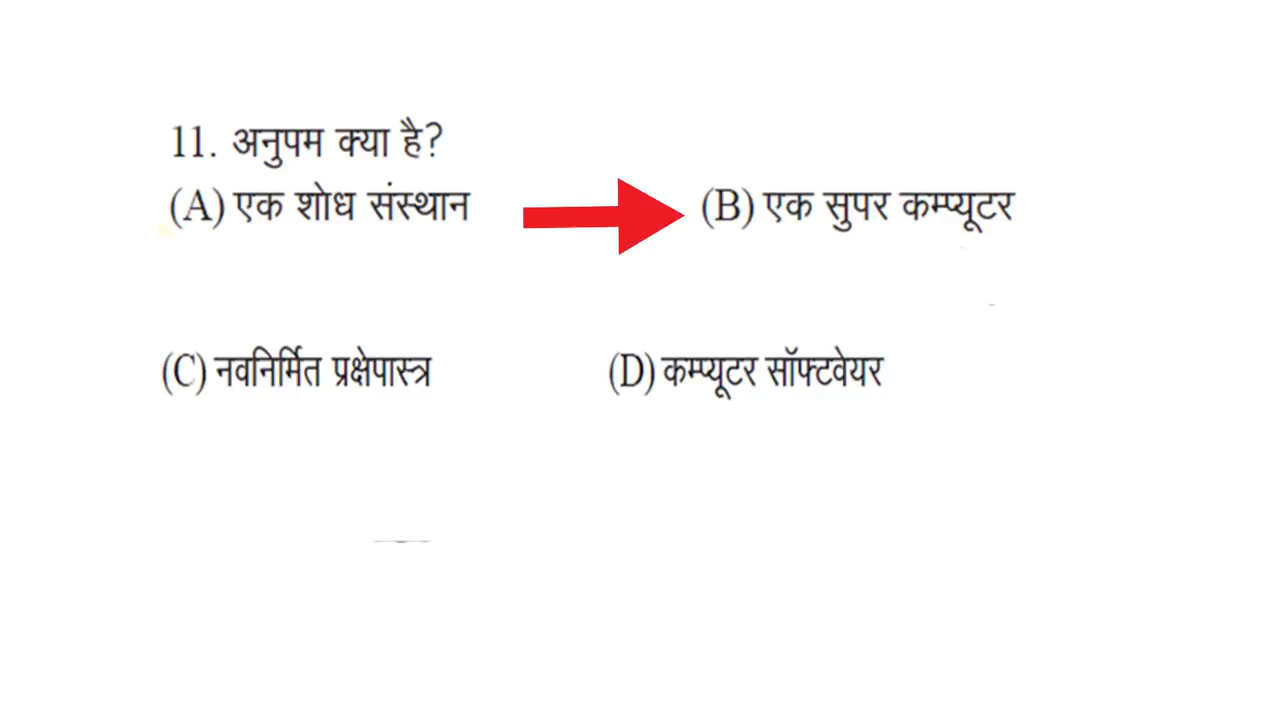 11. अनुपम क्या है?
(A) एक शोध संस्थान (B) एक सुपर कम्प्यूटर
(C) नवनिर्मित प्रक्षेपास्त्र (D) कम्प्यूटर सॉफ्टवेयर